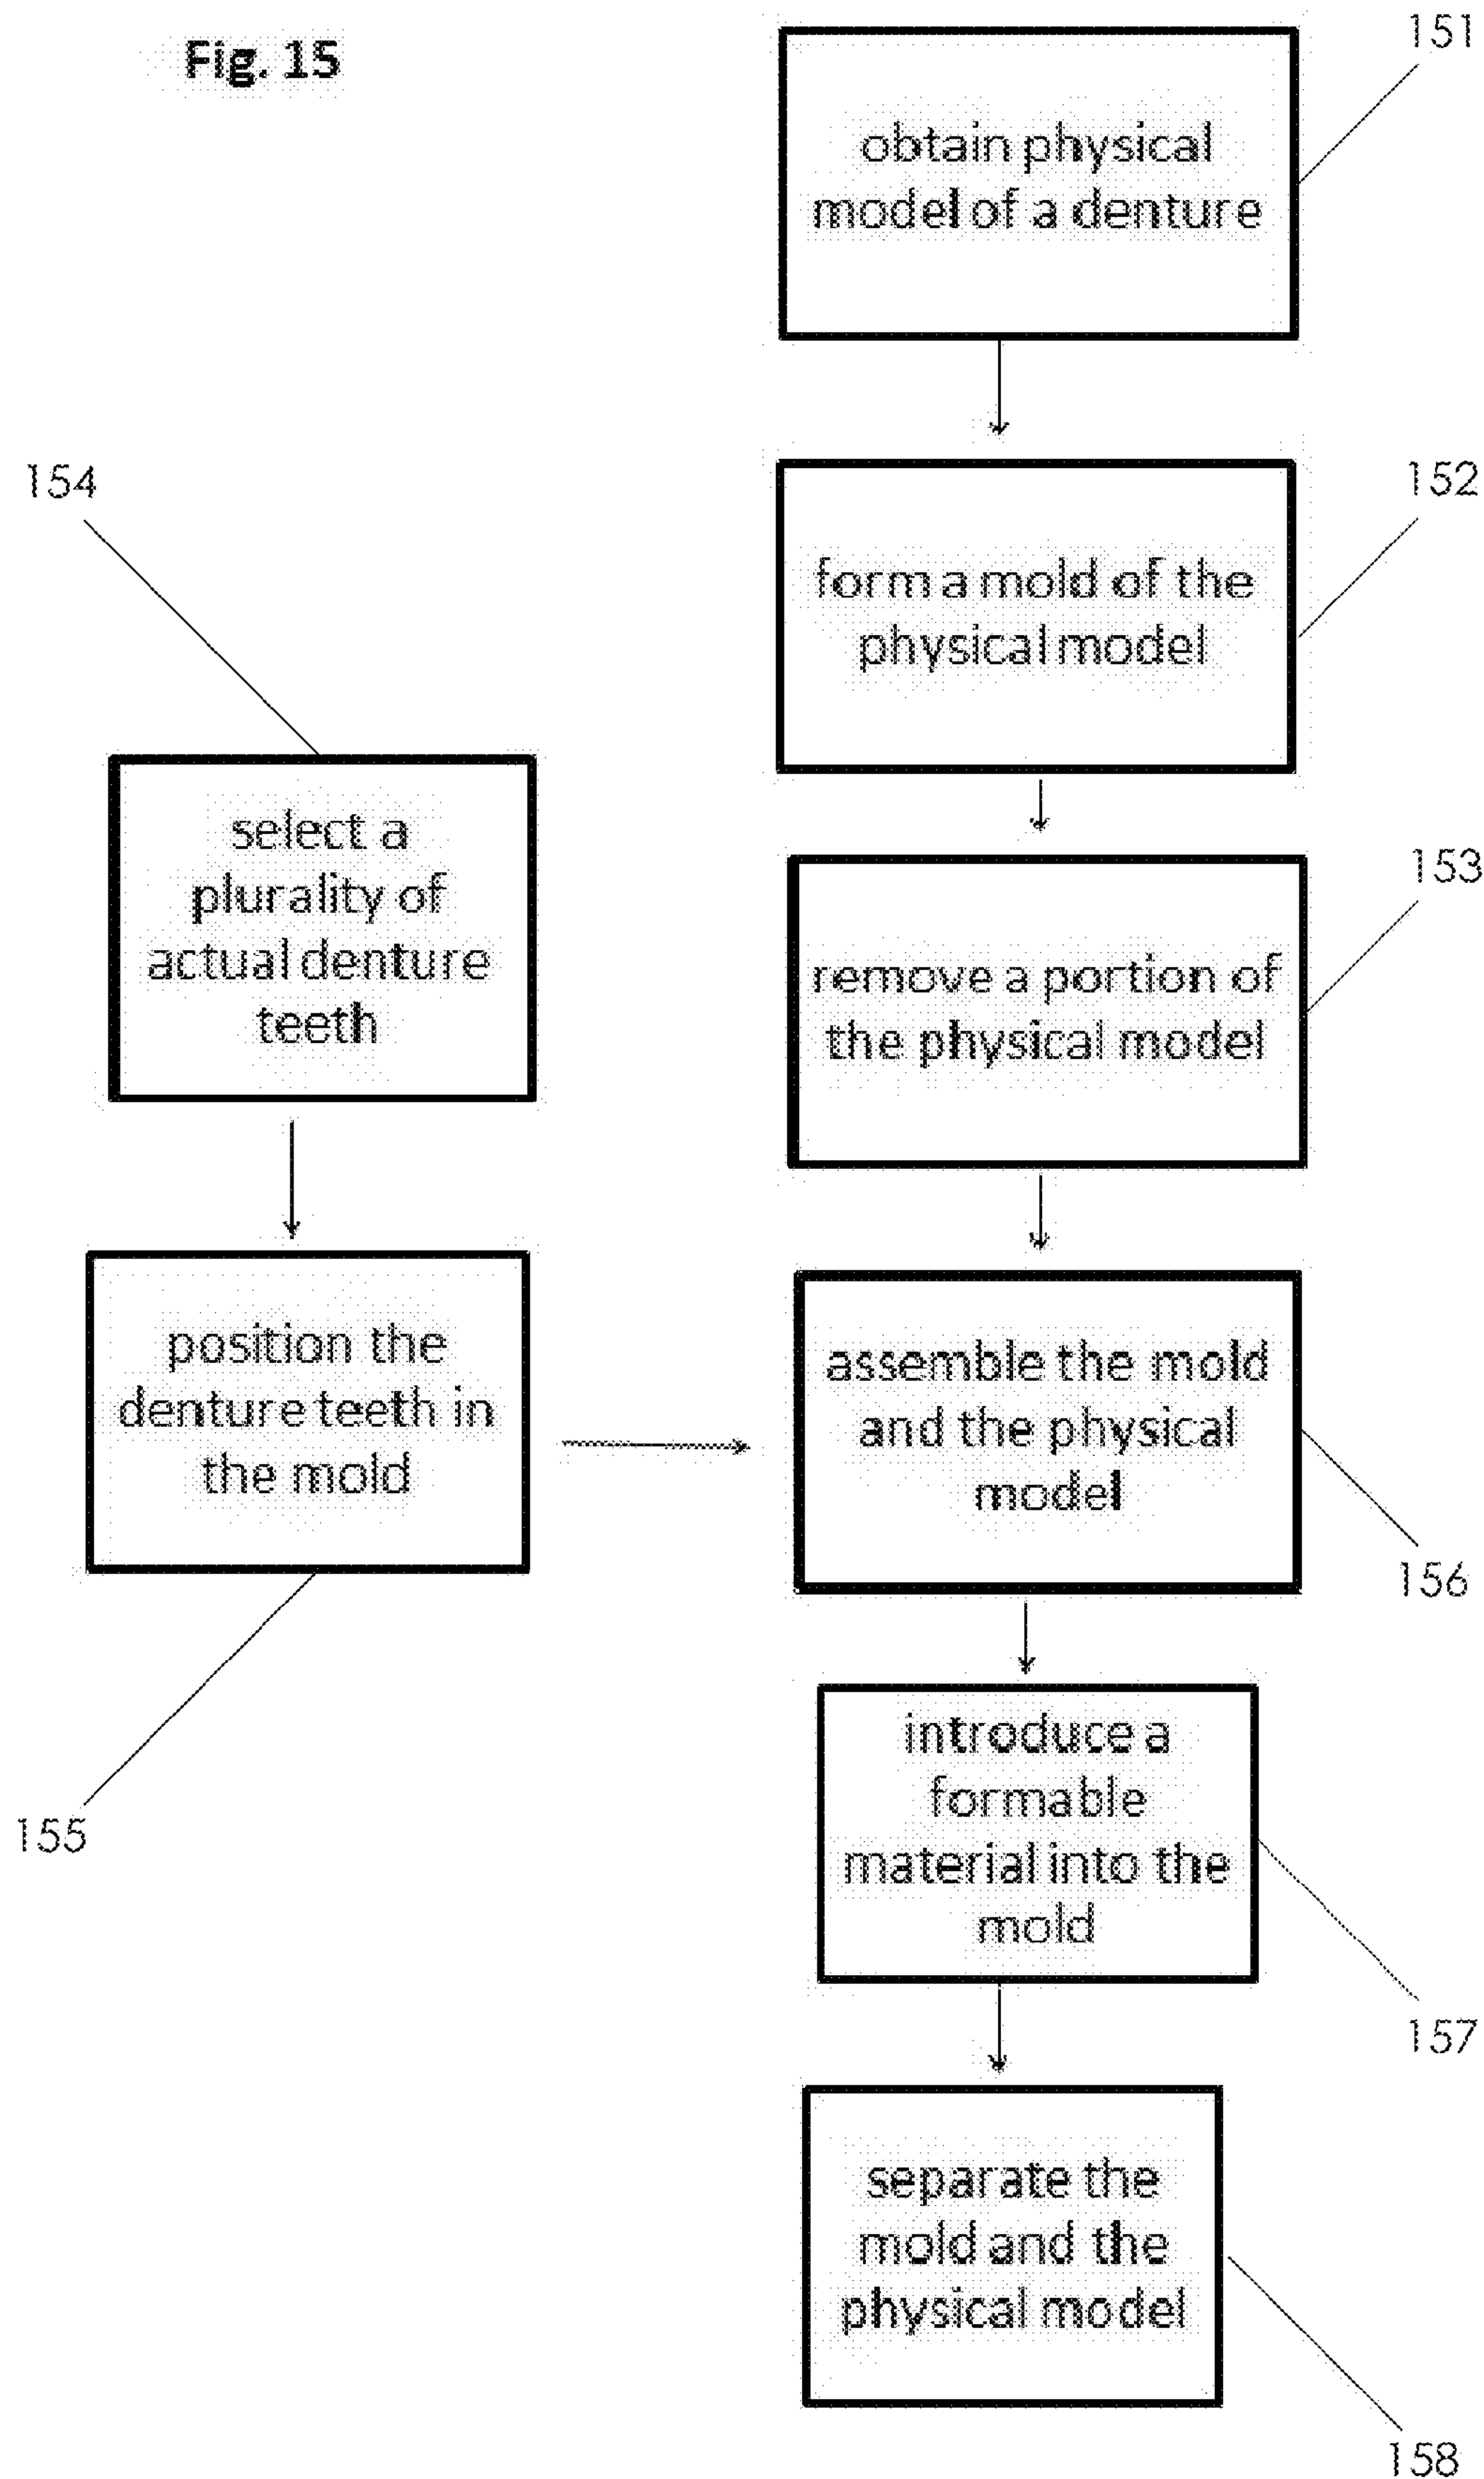 Fig. 15
151
obtain physical
model of a denture
152
form a mold of the
physical model
153
remove a portion of
the physical model
154
select a
plurality of
actual denture
teeth
155
position the
denture teeth in
the mold
156
assemble the mold
and the physical
model
157
introduce a
formable
material into the
mold
158
separate the
mold and the
physical model